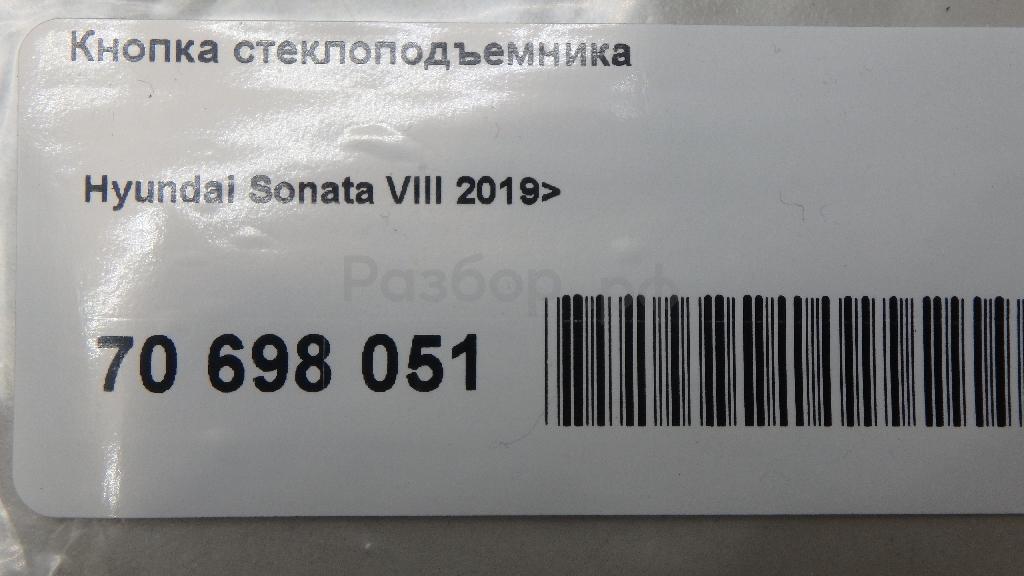 Кнопка стеклоподъемника
Hyundai Sonata VIII 2019>
Разбор.рф
70 698 051